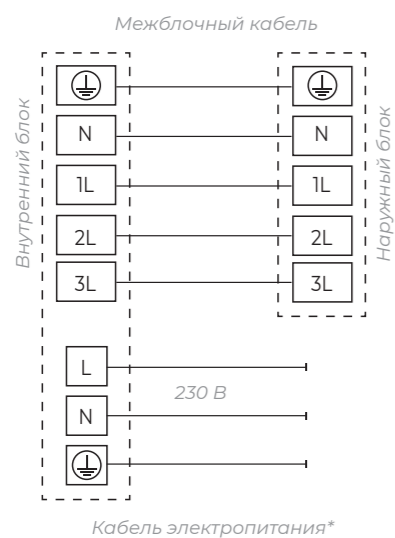 Межблочный кабель
Внутренний блок
Наружный блок
N N
1L 1L
2L 2L
3L 3L
L
230 В
N
Кабель электропитания*